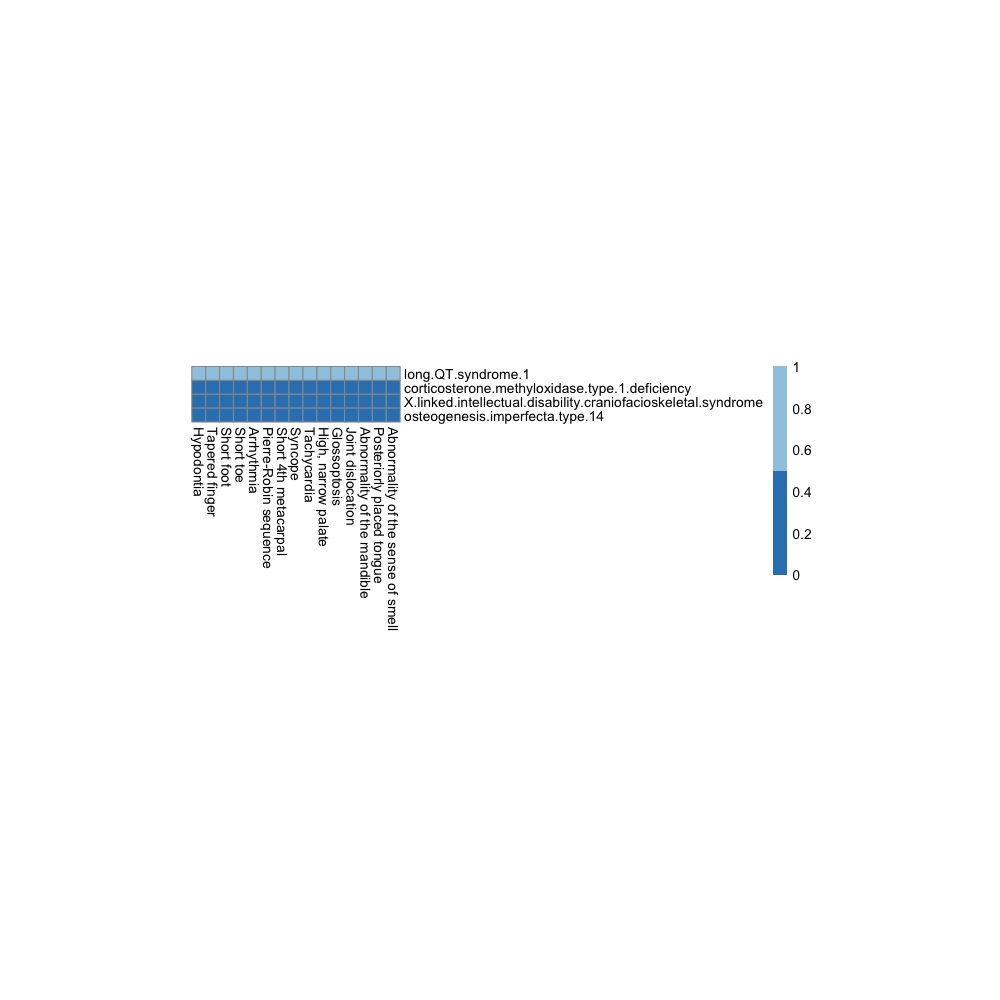 long.QT.syndrome.1
corticosterone.methyloxidase.type.1.deficiency
X.linked.intellectual.disability.craniofacioskeletal.syndrome
osteogenesis.imperfecta.type.14
Hypodontia
Tapered finger
Short foot
Short toe
Arrhythmia
Pierre-Robin sequence
Short 4th metacarpal
Syncope
Tachycardia
High, narrow palate
Glossoptosis
Joint dislocation
Abnormality of the mandible
Posteriorly placed tongue
Abnormality of the sense of smell
1
0.8
0.6
0.4
0.2
0